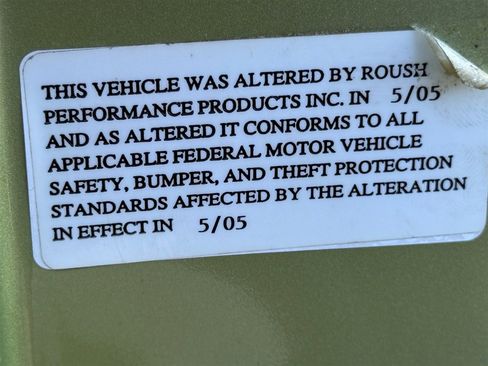 THIS VEHICLE WAS ALTERED BY ROUSH
PERFORMANCE PRODUCTS INC. IN 5/05
AND AS ALTERED IT CONFORMS TO ALL
APPLICABLE FEDERAL MOTOR VEHICLE
SAFETY, BUMPER, AND THEFT PROTECTION
STANDARDS AFFECTED BY THE ALTERATION
IN EFFECT IN 5/05